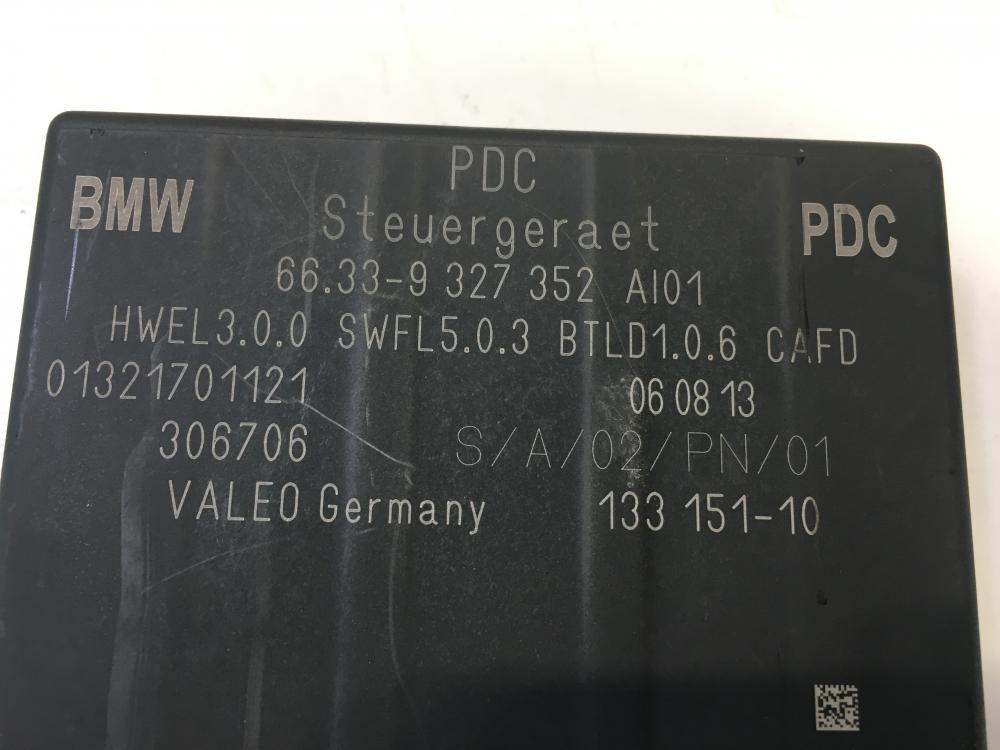 PDC
BMW Steuergeraet PDC
66.33-9 327 352 AI01
HWEL3.0.0 SWFL5.0.3 BTLD1.0.6 CAFD
01321701121 06 08 13
306706 S/A/02/PN/01
VALEO Germany 133 151-10